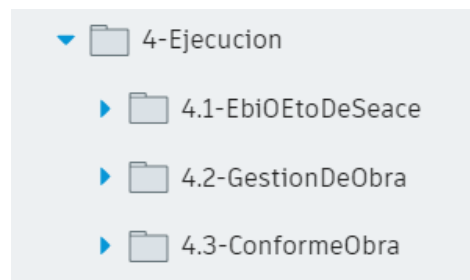 4-Ejecucion
4.1-EbiOEtoDeSeace
4.2-GestionDeObra
4.3-ConformeObra